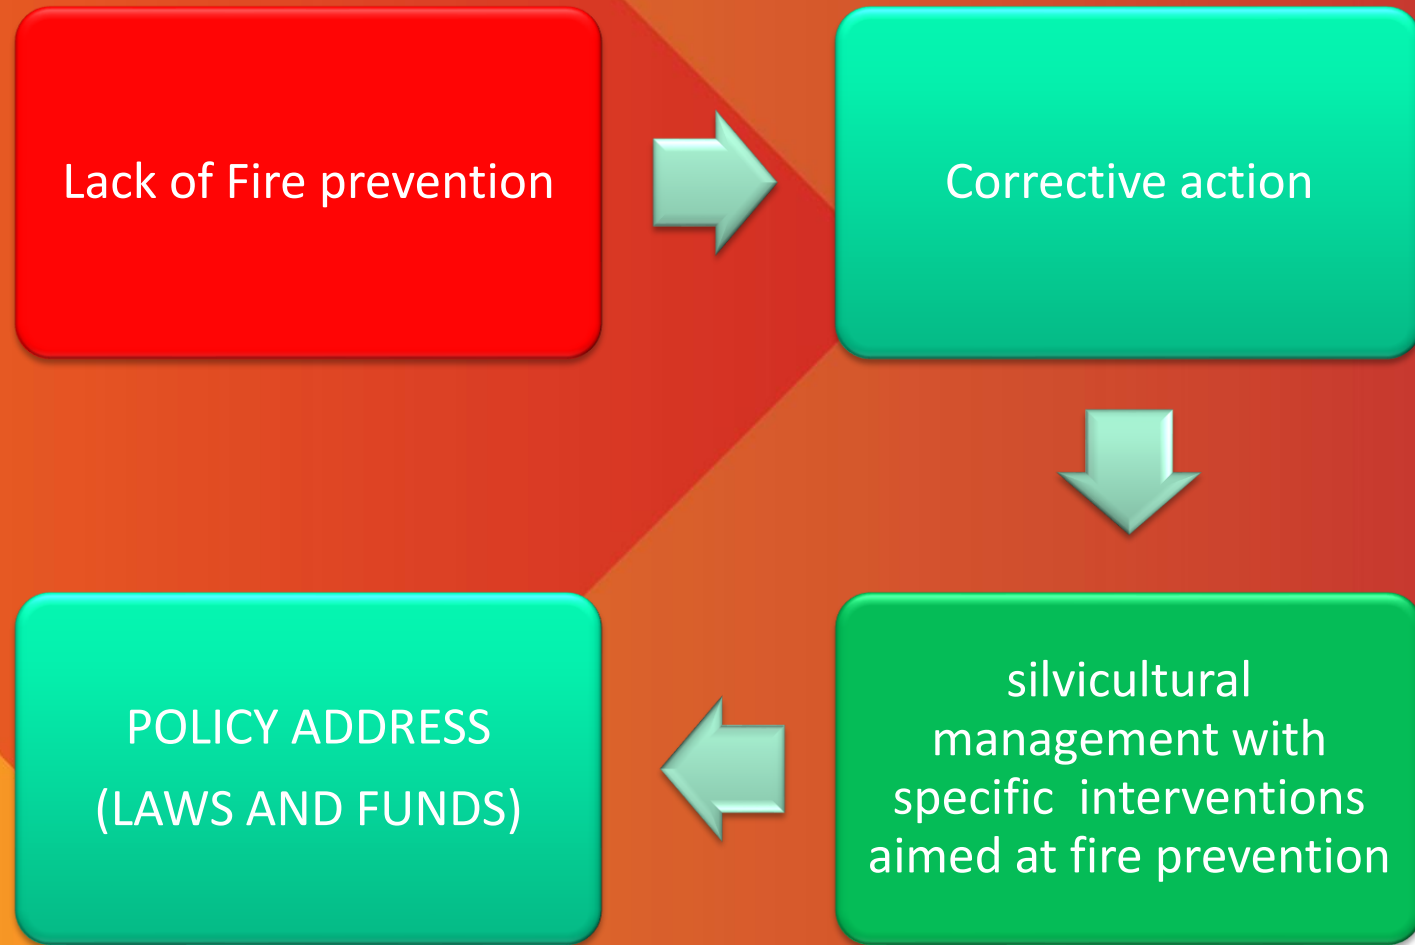 Lack of Fire prevention
Corrective action
silvicultural
management with
specific  interventions
aimed at fire prevention
POLICY ADDRESS
(LAWS AND FUNDS)